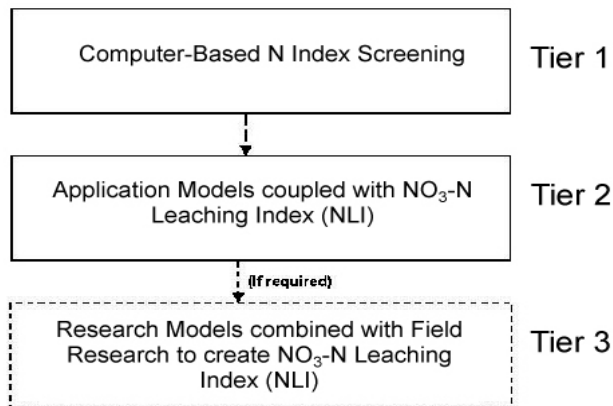 Computer-Based N Index Screening
Tier 1
Application Models coupled with NO₃-N
Leaching Index (NLI)
Tier 2
(If required)
Research Models combined with Field
Research to create NO₃-N Leaching
Index (NLI)
Tier 3